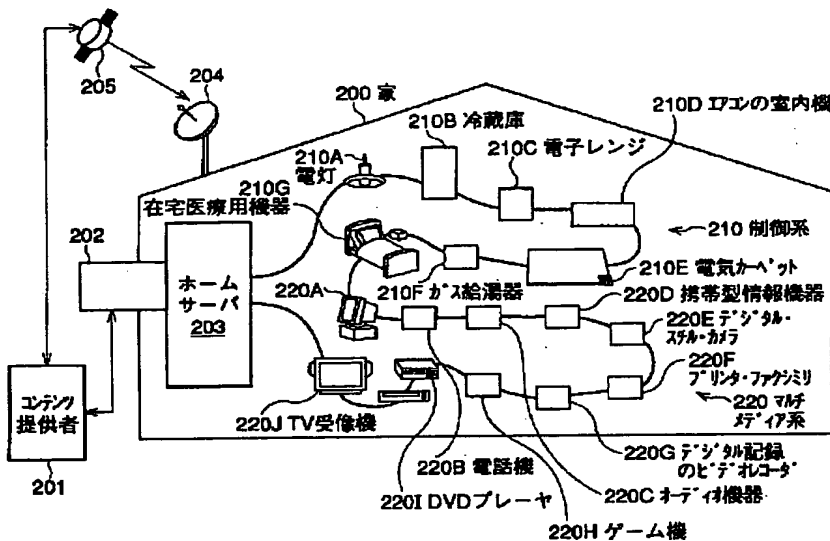 205
204
200 家
210B 冷蔵庫
210D エアコンの室内機
210A
電灯
210C 電子レンジ
210G
在宅医療用機器
202
ホーム
サーバ
203
210 制御系
210E 電気カーペット
210F ガス給湯器
220A
220D 携帯型情報機器
220E デジタル・
スチル・カメラ
220F
プリンタ・ファクシミリ
220 マルチ
メディア系
コンテンツ
提供者
201
220J TV受像機
220G デジタル記録
のビデオレコーダ
220B 電話機
220C オーディオ機器
220I DVDプレーヤ
220H ゲーム機